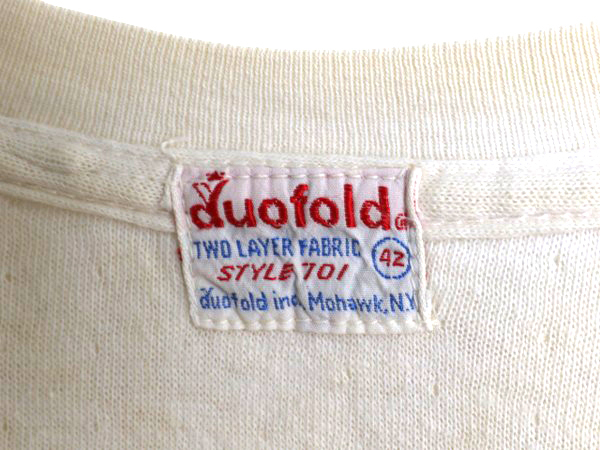 duofold ®
TWO LAYER FABRIC
42
STYLE 701
duofold inc. Mohawk, N.Y.